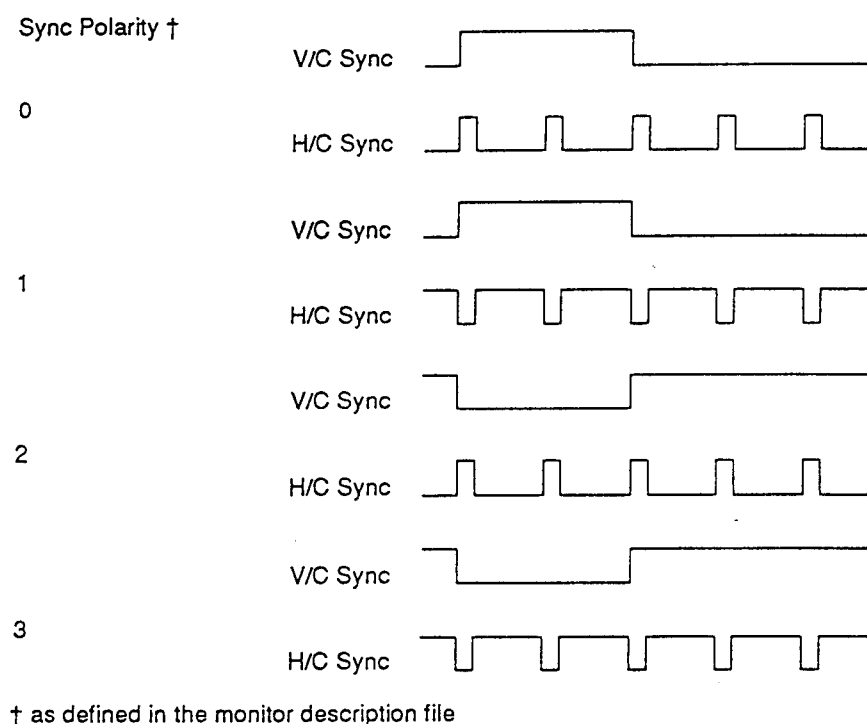 Sync Polarity †
V/C Sync
0
H/C Sync
V/C Sync
1
H/C Sync
V/C Sync
2
H/C Sync
V/C Sync
3
H/C Sync
† as defined in the monitor description file